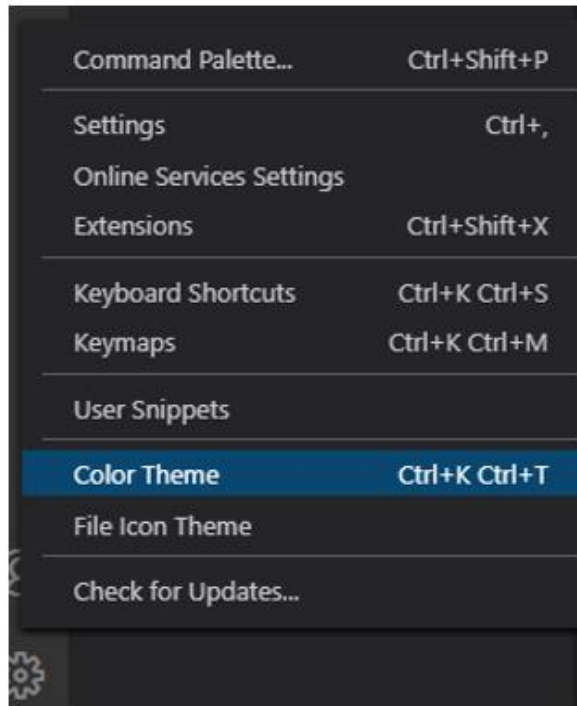 Command Palette... Ctrl+Shift+P
Settings Ctrl+,
Online Services Settings
Extensions Ctrl+Shift+X
Keyboard Shortcuts Ctrl+K Ctrl+S
Keymaps Ctrl+K Ctrl+M
User Snippets
Color Theme Ctrl+K Ctrl+T
File Icon Theme
Check for Updates...